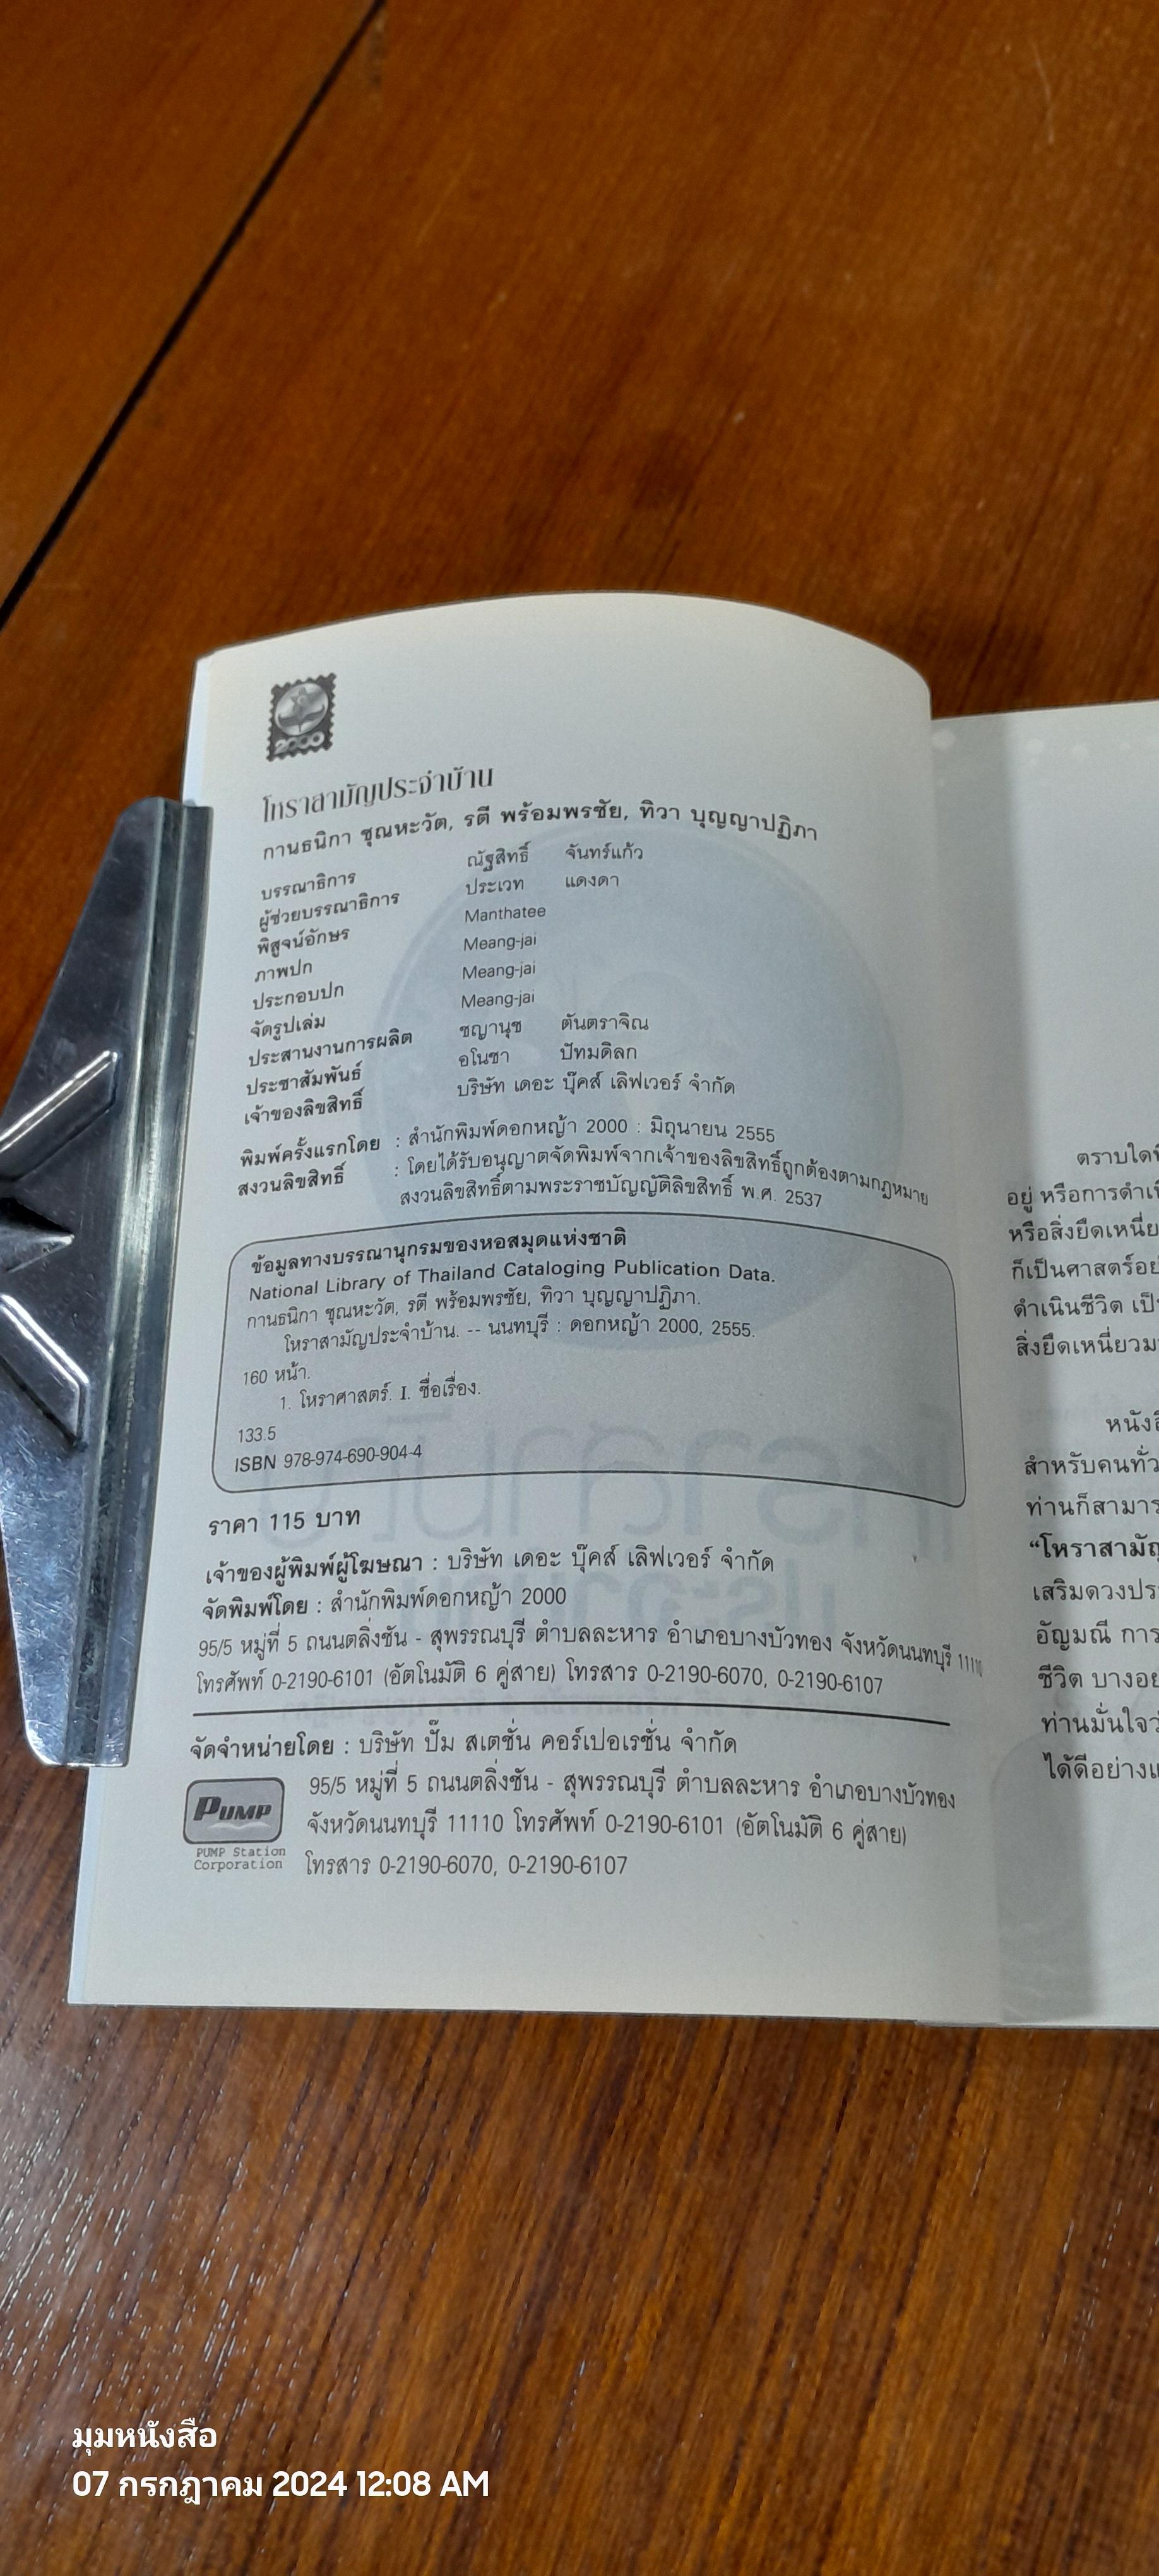 2000
โหราสามัญประจำบ้าน
กานธนิกา ชุณหะวัต, รตี พร้อมพรชัย, ทิวา บุญญาปฏิภา
บรรณาธิการ ณัฐสิทธิ์ จันทร์แก้ว
ผู้ช่วยบรรณาธิการ ประเวท แดงดา
พิสูจน์อักษร Manthatee
ภาพปก Meang-jai
ประกอบปก Meang-jai
จัดรูปเล่ม Meang-jai
ประสานงานการผลิต ชญานุช ตันตราจิณ
ประชาสัมพันธ์ อโนชา ปัทมดิลก
เจ้าของลิขสิทธิ์ บริษัท เดอะ บุ๊คส์ เลิฟเวอร์ จำกัด
พิมพ์ครั้งแรกโดย : สำนักพิมพ์ดอกหญ้า 2000 : มิถุนายน 2555
สงวนลิขสิทธิ์ : โดยได้รับอนุญาตจัดพิมพ์จากเจ้าของลิขสิทธิ์ถูกต้องตามกฎหมาย
สงวนลิขสิทธิ์ตามพระราชบัญญัติลิขสิทธิ์ พ.ศ. 2537
ข้อมูลทางบรรณานุกรมของหอสมุดแห่งชาติ
National Library of Thailand Cataloging Publication Data.
กานธนิกา ชุณหะวัต, รตี พร้อมพรชัย, ทิวา บุญญาปฏิภา.
โหราสามัญประจำบ้าน. -- นนทบุรี : ดอกหญ้า 2000, 2555.
160 หน้า.
1. โหราศาสตร์. I. ชื่อเรื่อง.
133.5
ISBN 978-974-690-904-4
ราคา 115 บาท
เจ้าของผู้พิมพ์ผู้โฆษณา : บริษัท เดอะ บุ๊คส์ เลิฟเวอร์ จำกัด
จัดพิมพ์โดย : สำนักพิมพ์ดอกหญ้า 2000
95/5 หมู่ที่ 5 ถนนตลิ่งชัน - สุพรรณบุรี ตำบลละหาร อำเภอบางบัวทอง จังหวัดนนทบุรี 11110
โทรศัพท์ 0-2190-6101 (อัตโนมัติ 6 คู่สาย) โทรสาร 0-2190-6070, 0-2190-6107
จัดจำหน่ายโดย : บริษัท ปั๊ม สเตชั่น คอร์เปอเรชั่น จำกัด
95/5 หมู่ที่ 5 ถนนตลิ่งชัน - สุพรรณบุรี ตำบลละหาร อำเภอบางบัวทอง
จังหวัดนนทบุรี 11110 โทรศัพท์ 0-2190-6101 (อัตโนมัติ 6 คู่สาย)
โทรสาร 0-2190-6070, 0-2190-6107
PUMP
PUMP Station
Corporation
ตราบใดที่
อยู่ หรือการดำเนิ
หรือสิ่งยึดเหนี่ย
ก็เป็นศาสตร์อย่
ดำเนินชีวิต เป็น
สิ่งยึดเหนี่ยวม
หนังสื
สำหรับคนทั่ว
ท่านก็สามาร
“โหราสามัญ
เสริมดวงประ
อัญมณี การ
ชีวิต บางอย่
ท่านมั่นใจว่
ได้ดีอย่างแ
มุมหนังสือ
07 กรกฎาคม 2024 12:08 AM